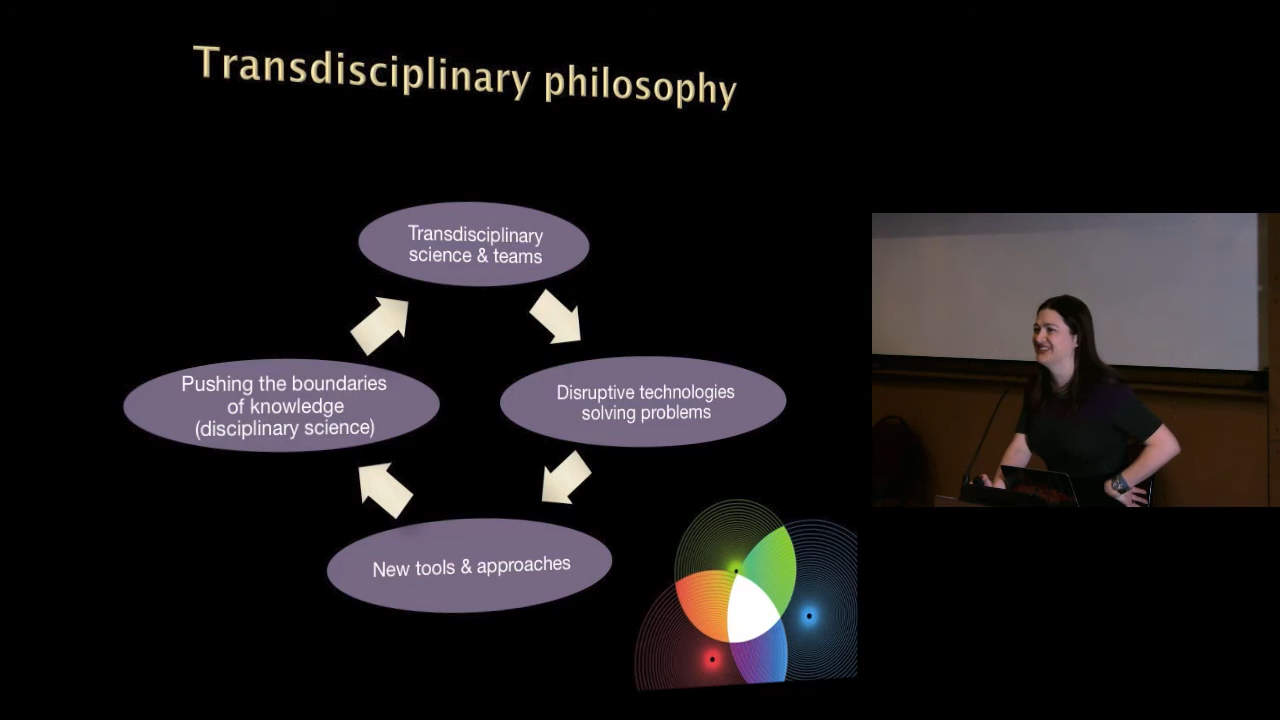 Transdisciplinary philosophy
Transdisciplinary
science & teams
Pushing the boundaries
of knowledge
(disciplinary science)
Disruptive technologies
solving problems
New tools & approaches